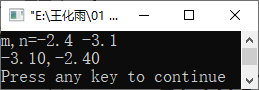 "E:\王化雨\01 ...
m,n=-2.4 -3.1
-3.10,-2.40
Press any key to continue